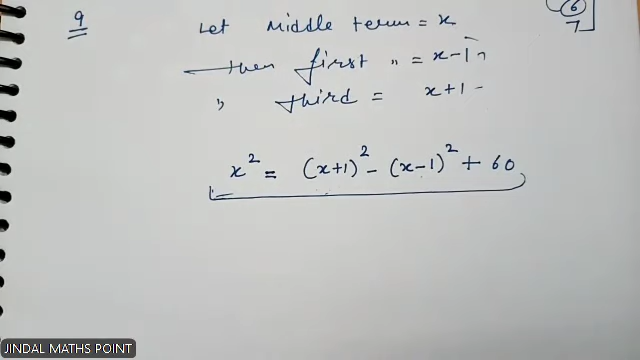 9
Let Middle term = x
6
7
Then first " = x-1
" third = x+1
x² = (x+1)² - (x-1)² + 60
JINDAL MATHS POINT